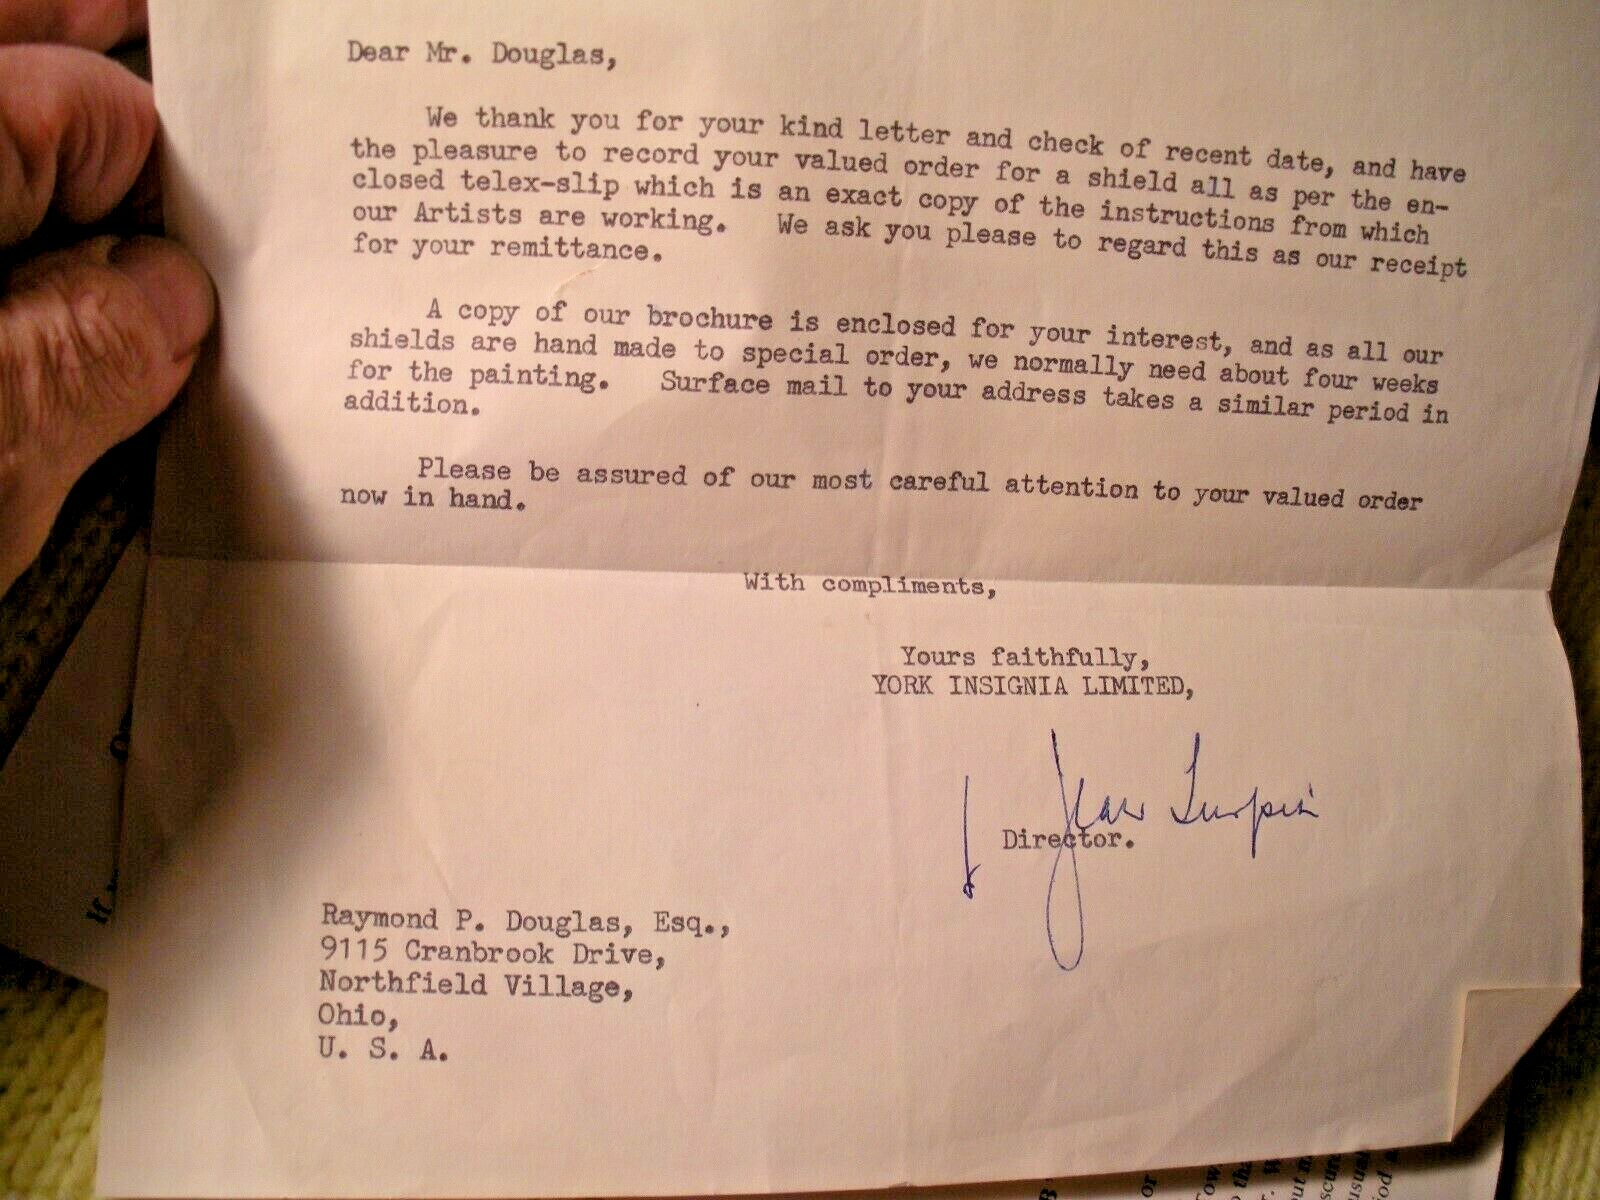 Dear Mr. Douglas,
We thank you for your kind letter and check of recent date, and have
the pleasure to record your valued order for a shield all as per the en-
closed telex-slip which is an exact copy of the instructions from which
our Artists are working. We ask you please to regard this as our receipt
for your remittance.
A copy of our brochure is enclosed for your interest, and as all our
shields are hand made to special order, we normally need about four weeks
for the painting. Surface mail to your address takes a similar period in
addition.
Please be assured of our most careful attention to your valued order
now in hand.
With compliments,
Yours faithfully,
YORK INSIGNIA LIMITED,
Jean Turpin
Director.
Raymond P. Douglas, Esq.,
9115 Cranbrook Drive,
Northfield Village,
Ohio,
U. S. A.